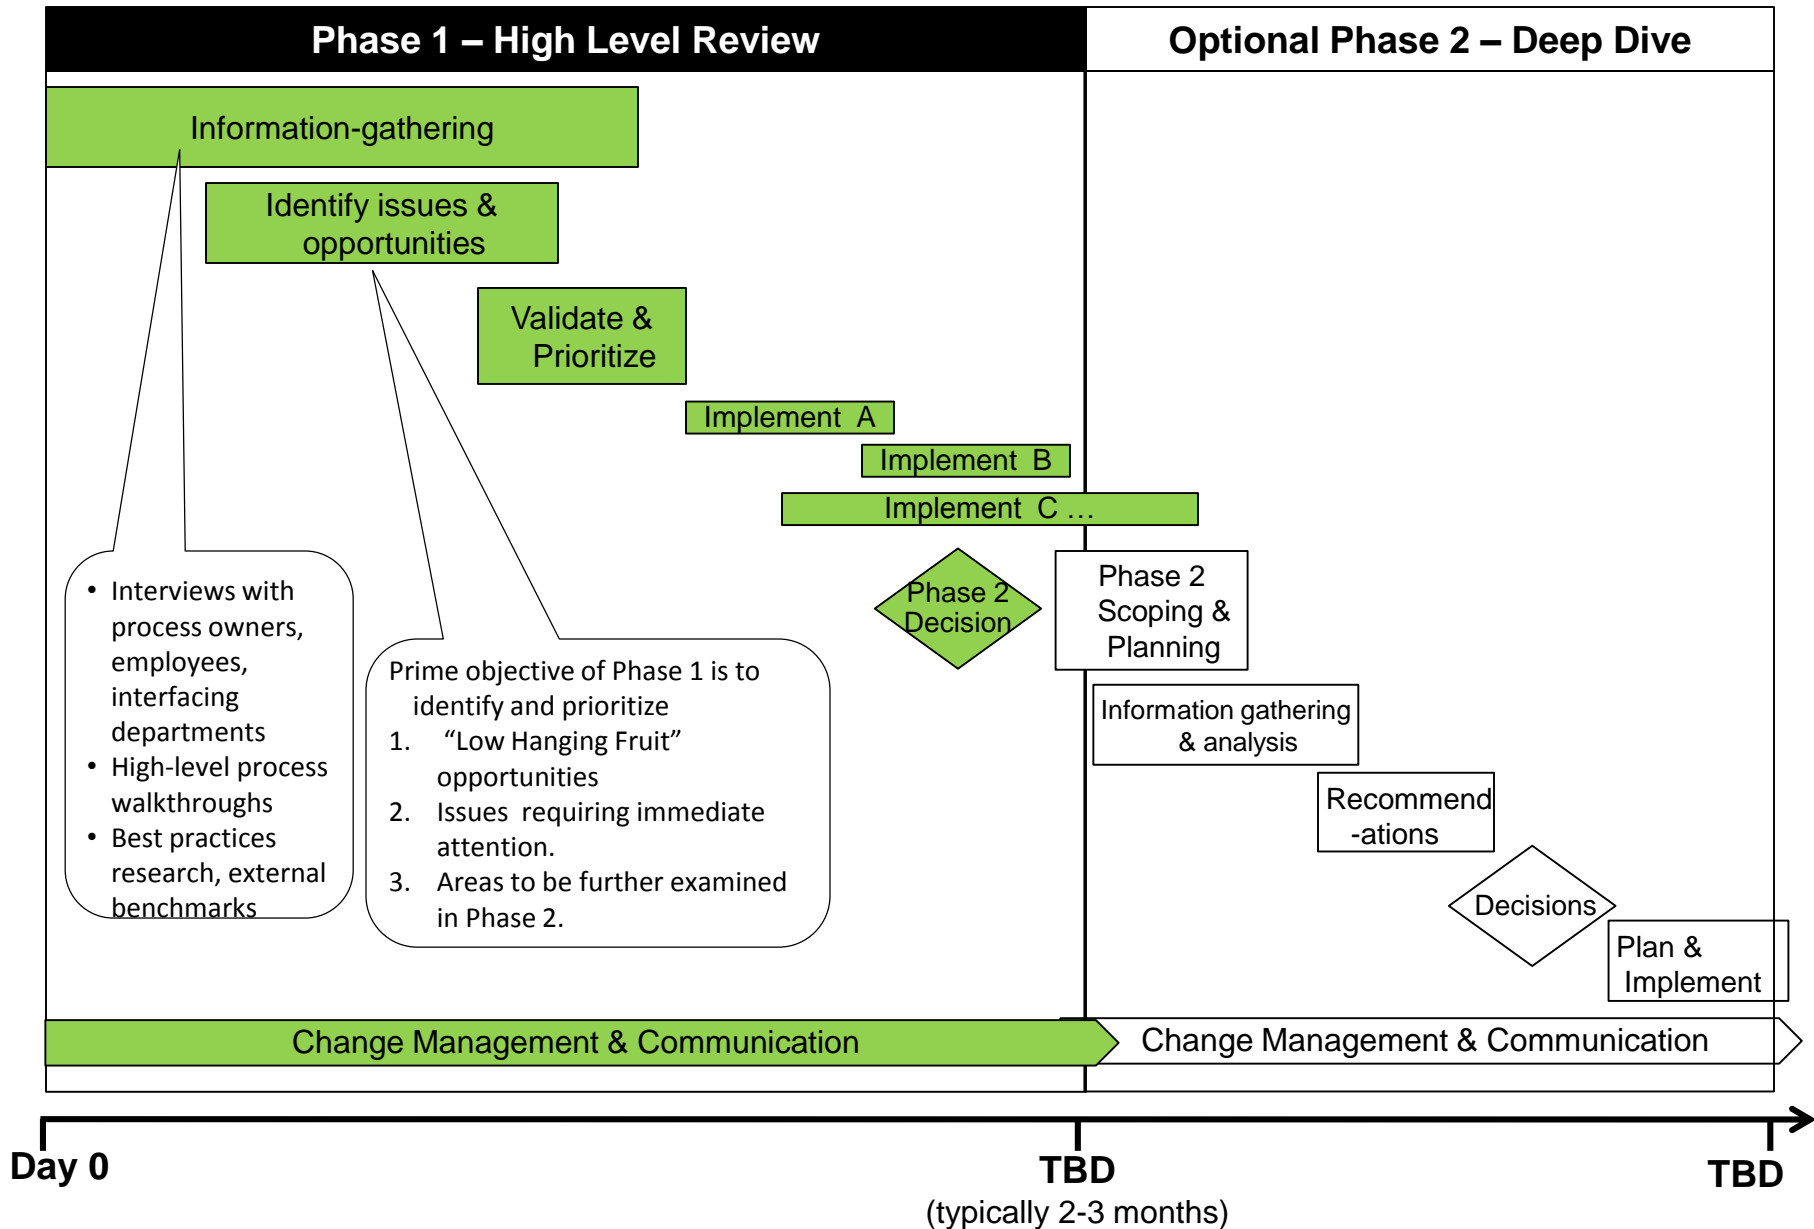 Phase 1 – High Level Review
Optional Phase 2 – Deep Dive
Information-gathering
Identify issues &
opportunities
Validate &
Prioritize
Implement  A
Implement  B
Implement  C ...
Phase 2
Decision
Phase 2
Scoping &
Planning
• Interviews with
process owners,
employees,
interfacing
departments
• High-level process
walkthroughs
• Best practices
research, external
benchmarks
Prime objective of Phase 1 is to
identify and prioritize
1. “Low Hanging Fruit”
opportunities
2. Issues  requiring immediate
attention.
3. Areas to be further examined
in Phase 2.
Information gathering
& analysis
Recommend
-ations
Decisions
Plan &
Implement
Change Management & Communication
Change Management & Communication
Day 0
TBD
(typically 2-3 months)
TBD